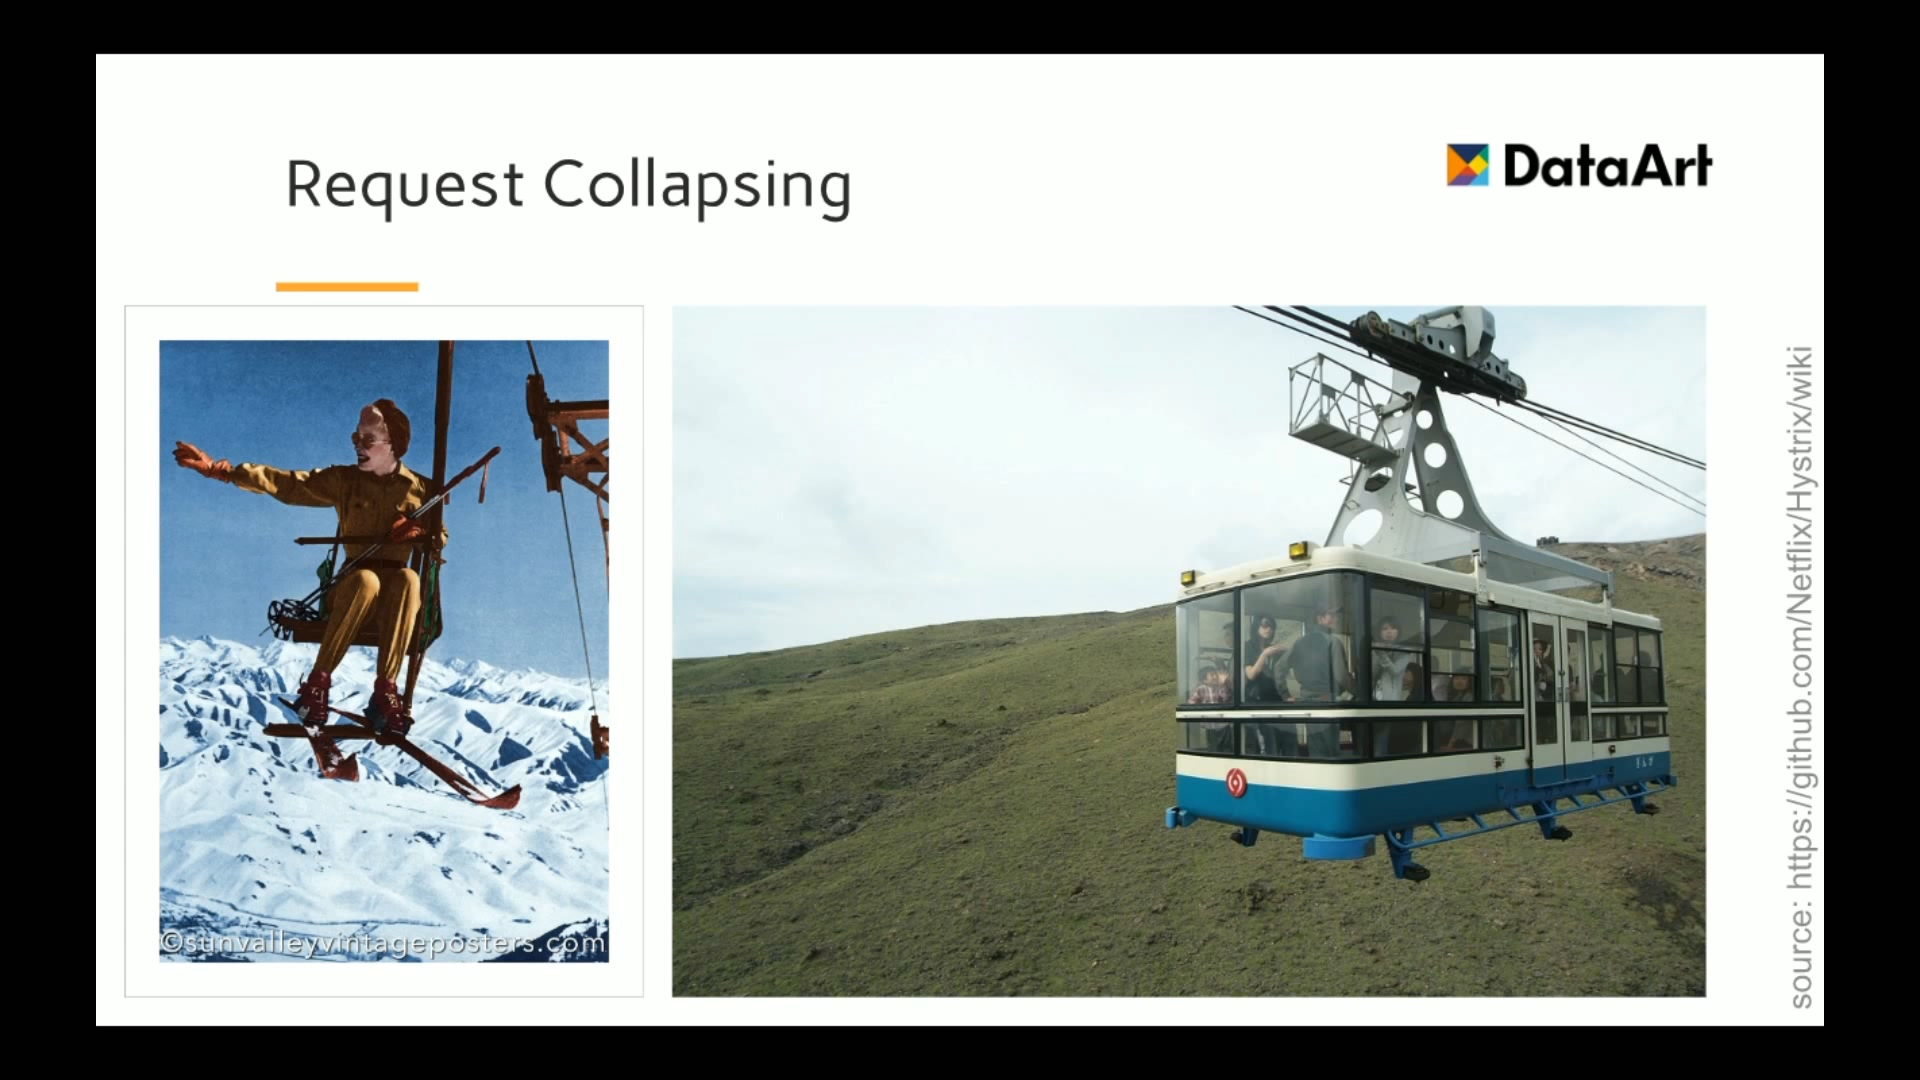 Request Collapsing
DataArt
©sunvalleyvintageposters.com
source: https://github.com/Netflix/Hystrix/wiki